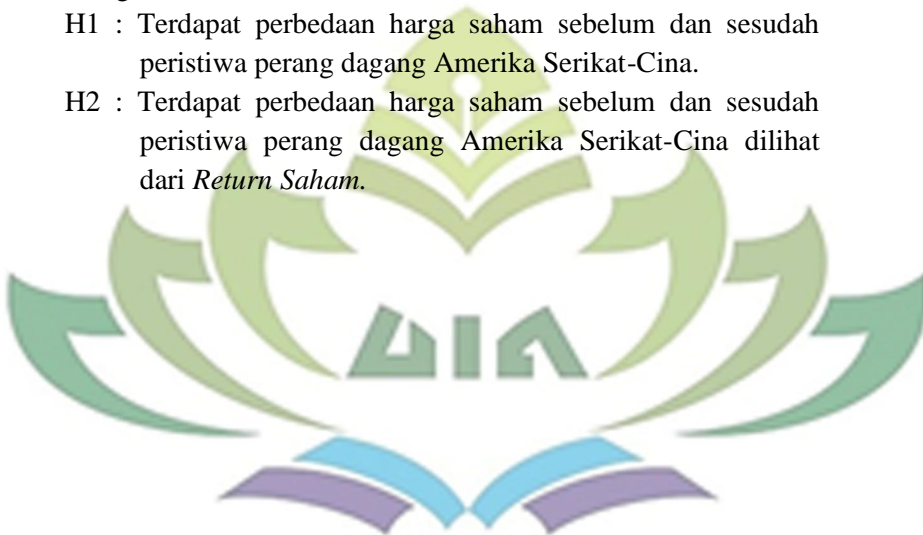 H1 : Terdapat perbedaan harga saham sebelum dan sesudah
peristiwa perang dagang Amerika Serikat-Cina.
H2 : Terdapat perbedaan harga saham sebelum dan sesudah
peristiwa perang dagang Amerika Serikat-Cina dilihat
dari Return Saham.
UIN